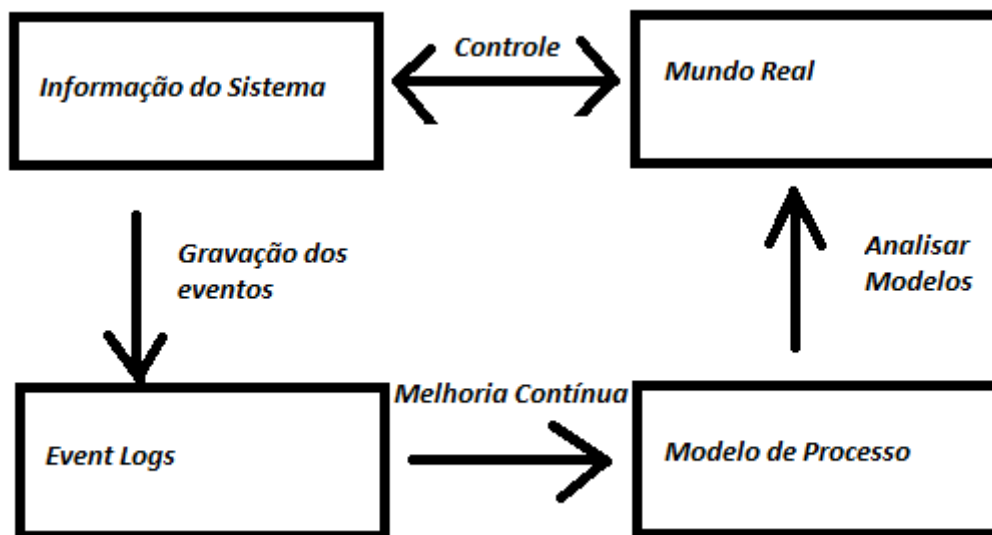 Controle
Informação do Sistema
Mundo Real
Gravação dos
eventos
Analisar
Modelos
Melhoria Contínua
Event Logs
Modelo de Processo